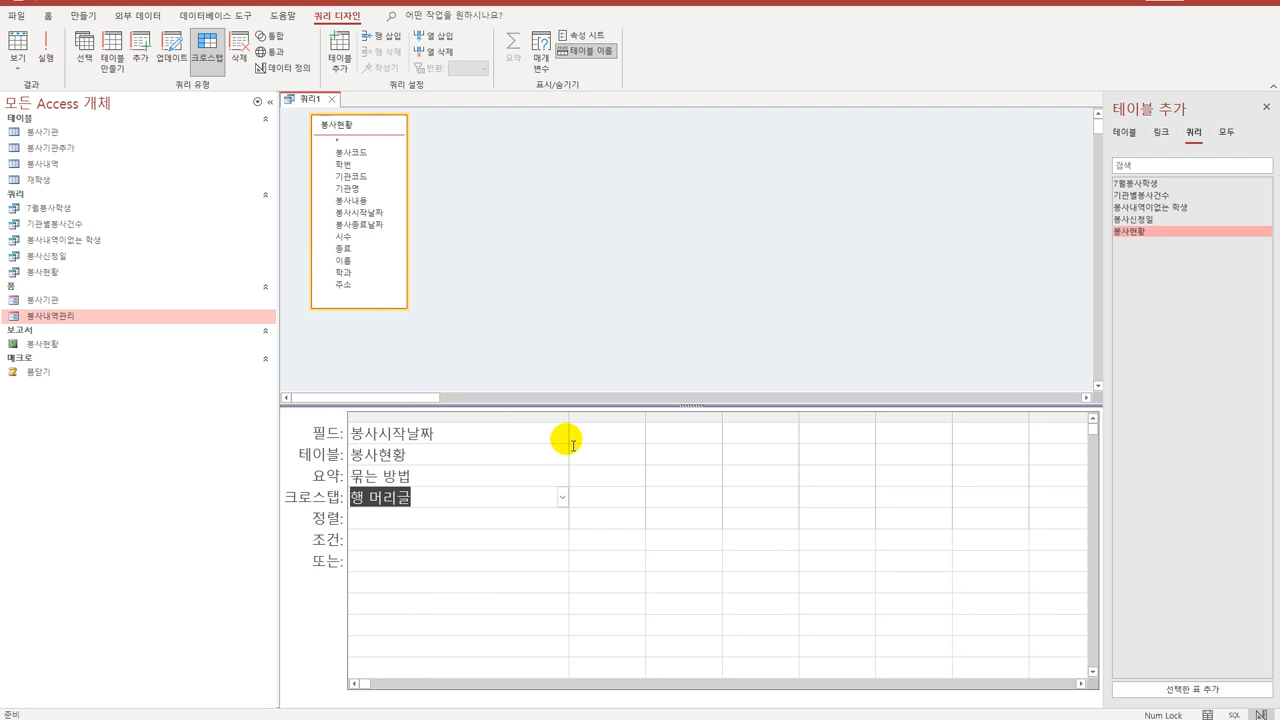 파일 홈 만들기 외부 데이터 데이터베이스 도구 도움말 쿼리 디자인 어떤 작업을 원하시나요?
보기 실행 선택 테이블 만들기 추가 업데이트 크로스탭 삭제 통합 통과 데이터 정의 테이블 추가 행 삽입 행 삭제 작성기 열 삽입 열 삭제 반환: 요약 매개 변수 속성 시트 테이블 이름
결과 쿼리 유형 쿼리 설정 표시/숨기기
모든 Access 개체
테이블
봉사기관
봉사기관추가
봉사내역
재학생
쿼리
7월봉사학생
기관별봉사건수
봉사내역이없는 학생
봉사신청일
봉사현황
폼
봉사기관
봉사내역관리
보고서
봉사현황
매크로
폼닫기
쿼리1
봉사현황
*
봉사코드
학번
기관코드
기관명
봉사내용
봉사시작날짜
봉사종료날짜
시수
종료
이름
학과
주소
필드: 봉사시작날짜
테이블: 봉사현황
요약: 묶는 방법
크로스탭: 행 머리글
정렬:
조건:
또는:
테이블 추가
테이블 링크 쿼리 모두
검색
7월봉사학생
기관별봉사건수
봉사내역이없는 학생
봉사신청일
봉사현황
선택한 표 추가
준비 Num Lock SQL